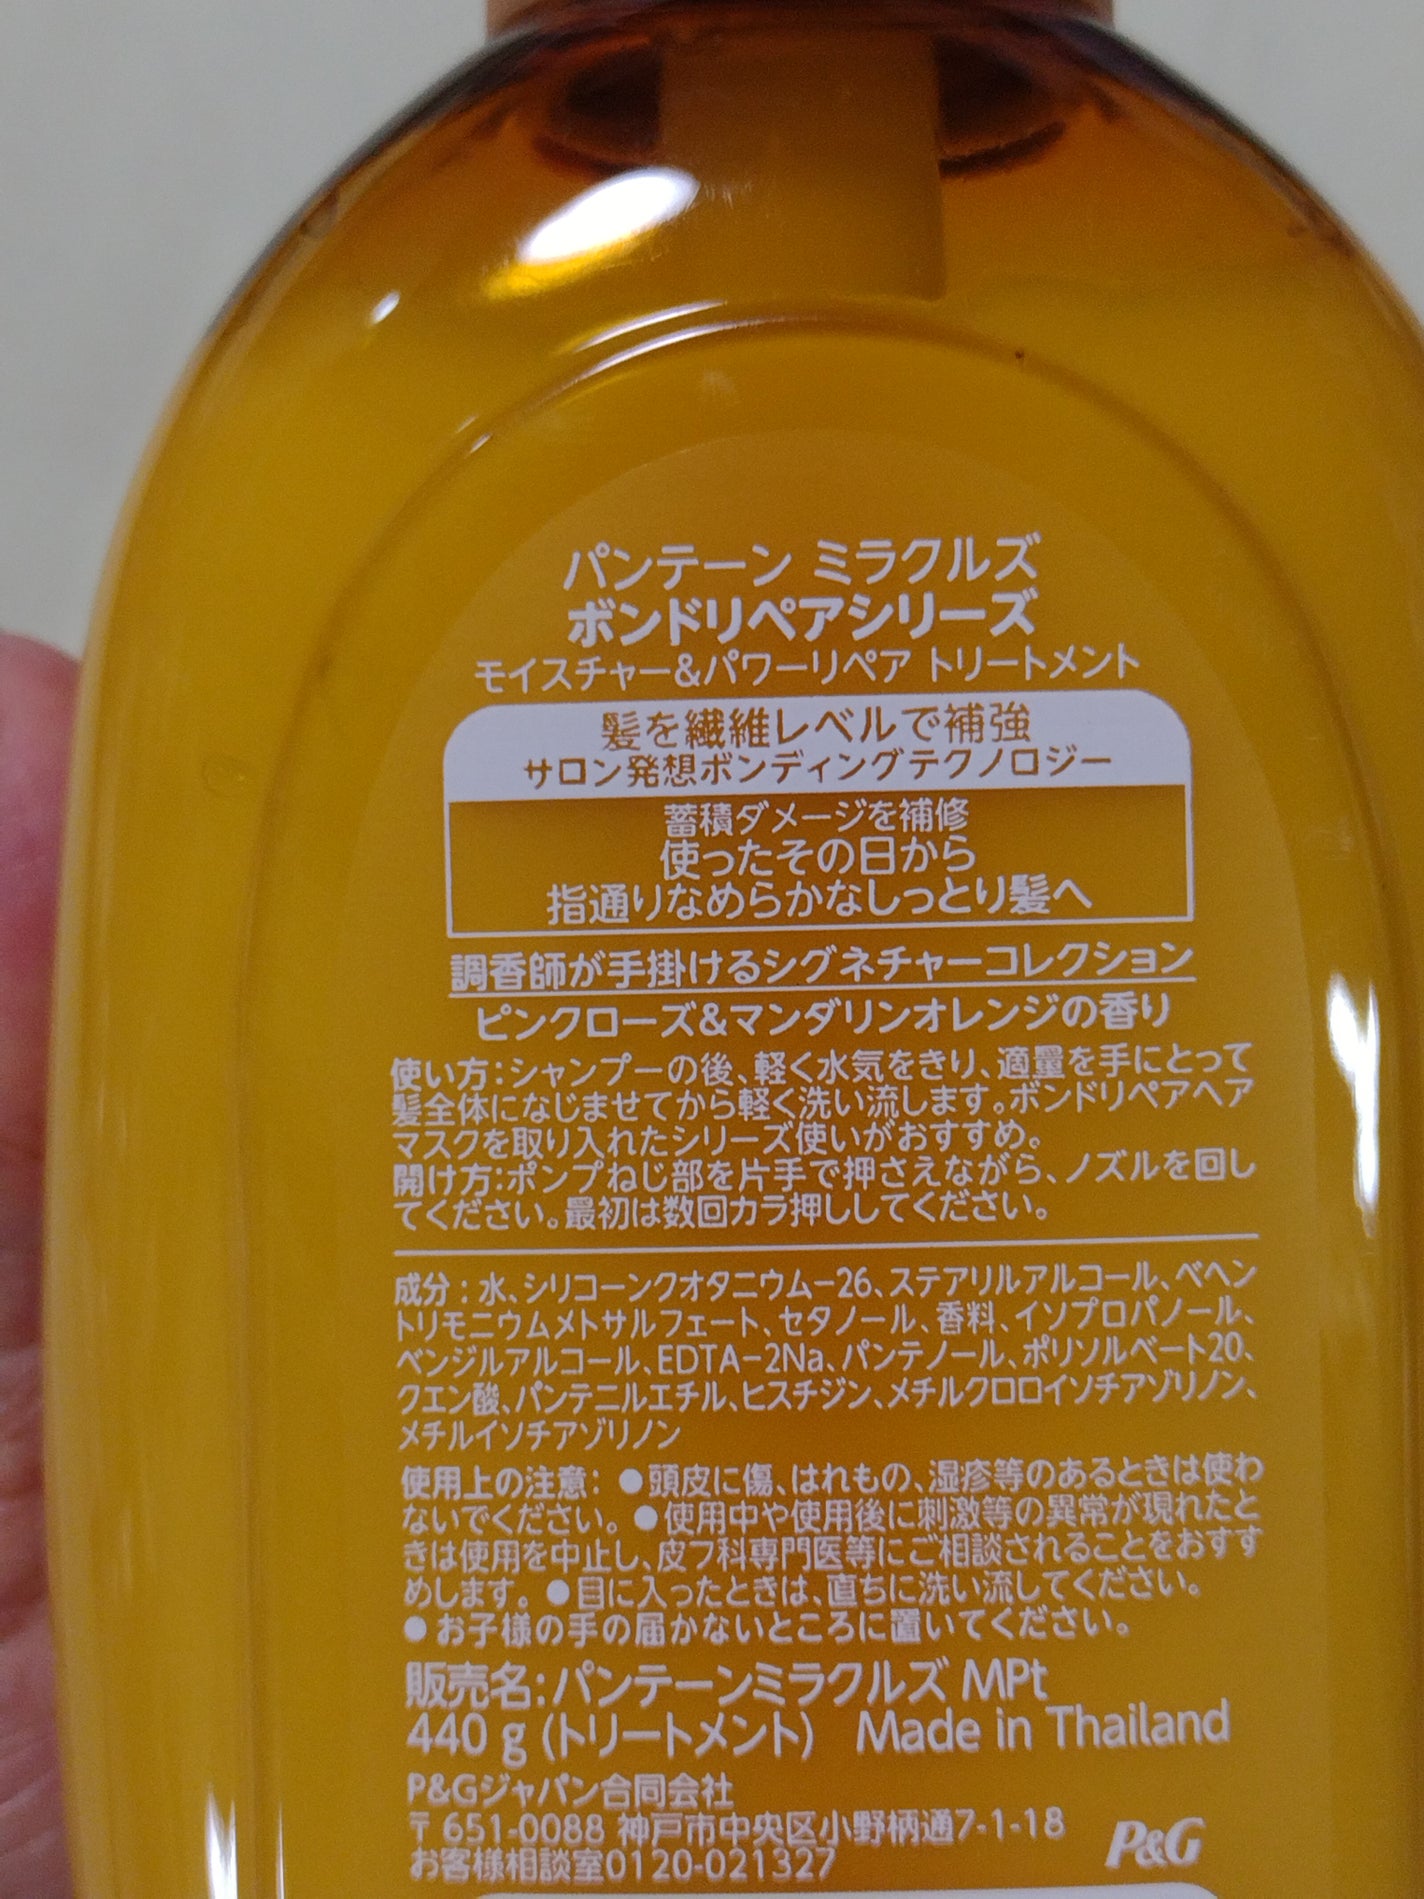 パンテーン ミラクルズ
ボンドリペアシリーズ
モイスチャー&パワーリペア トリートメント
髪を繊維レベルで補強
サロン発想ボンディングテクノロジー
蓄積ダメージを補修
使ったその日から
指通りなめらかなしっとり髪へ
調香師が手掛けるシグネチャーコレクション
ピンクローズ&マンダリンオレンジの香り
使い方:シャンプーの後、軽く水気をきり、適量を手にとって
髪全体になじませてから軽く洗い流します。ボンドリペアヘア
マスクを取り入れたシリーズ使いがおすすめ。
開け方:ポンプねじ部を片手で押さえながら、ノズルを回し
てください。最初は数回カラ押ししてください。
成分:水、シリコーンクオタニウム-26、ステアリルアルコール、ベヘン
トリモニウムメトサルフェート、セタノール、香料、イソプロパノール、
ベンジルアルコール、EDTA-2Na、パンテノール、ポリソルベート20、
クエン酸、パンテニルエチル、ヒスチジン、メチルクロロイソチアゾリノン、
メチルイソチアゾリノン
使用上の注意: ●頭皮に傷、はれもの、湿疹等のあるときは使わ
ないでください。 ●使用中や使用後に刺激等の異常が現れたと
きは使用を中止し、皮フ科専門医等にご相談されることをおすす
めします。 ●目に入ったときは、直ちに洗い流してください。
●お子様の手の届かないところに置いてください。
販売名:パンテーンミラクルズ MPt
440 g (トリートメント) Made in Thailand
P&Gジャパン合同会社
〒651-0088 神戸市中央区小野柄通7-1-18
お客様相談室0120-021327
P&G